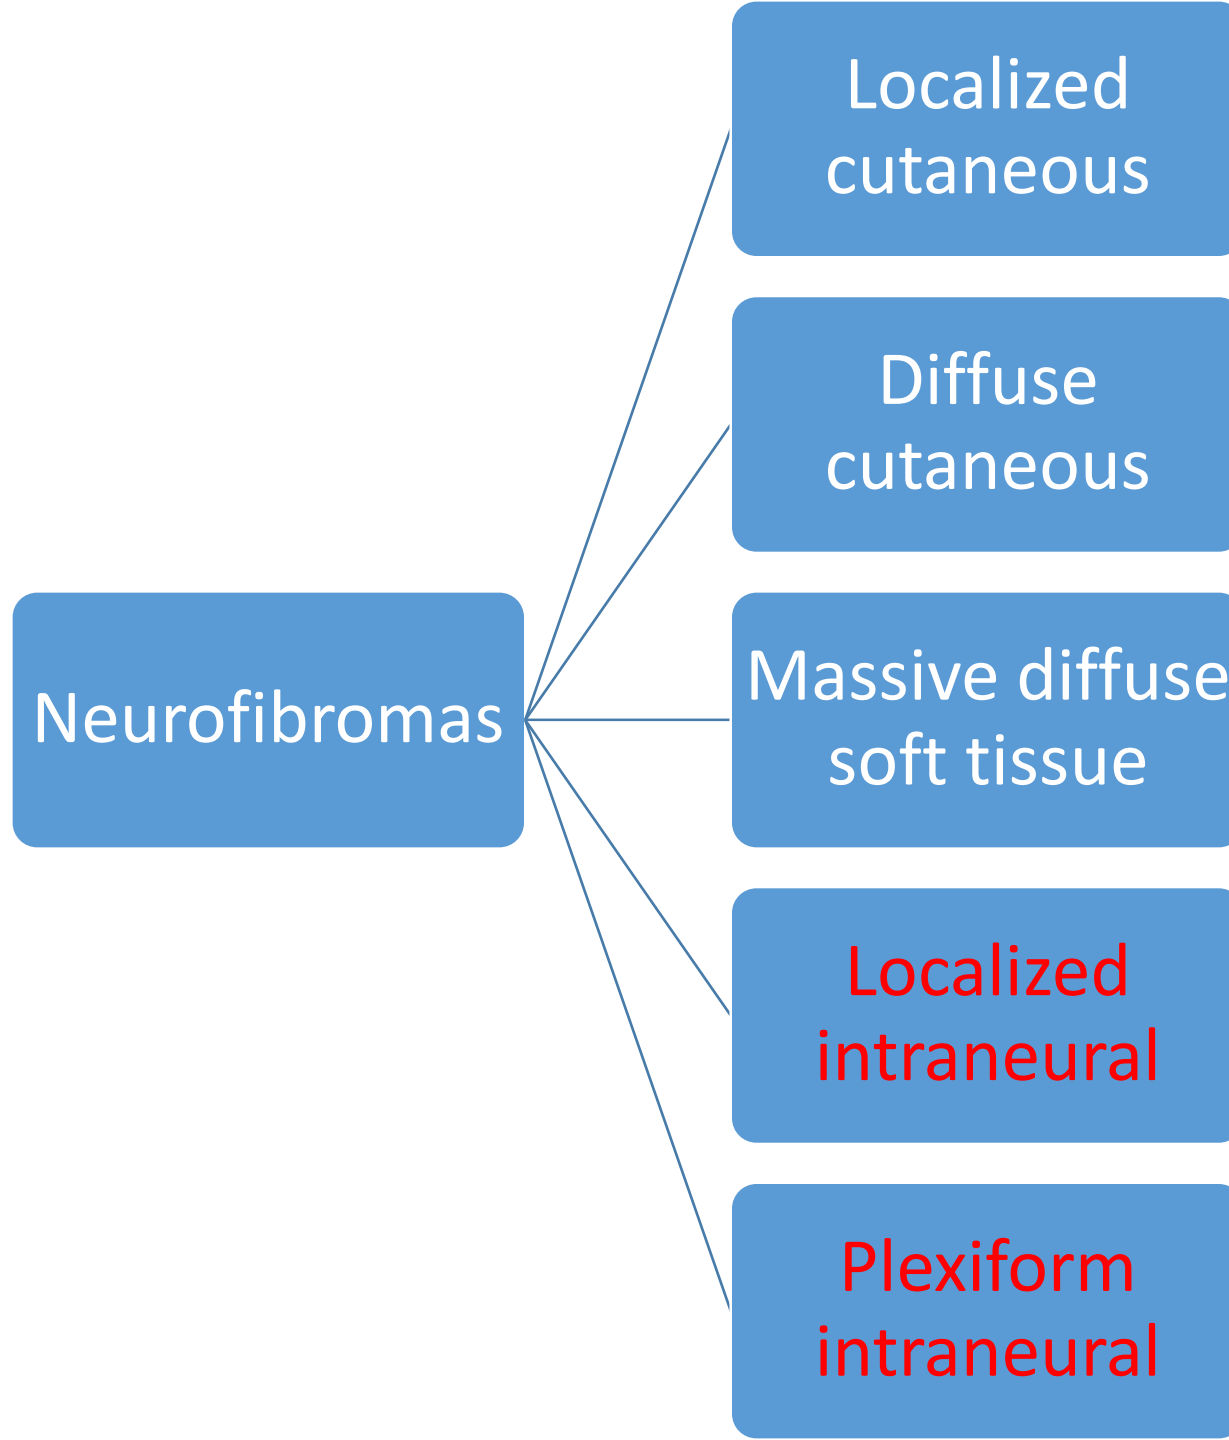 Neurofibromas
Localized
cutaneous
Diffuse
cutaneous
Massive diffuse
soft tissue
Localized
intraneural
Plexiform
intraneural